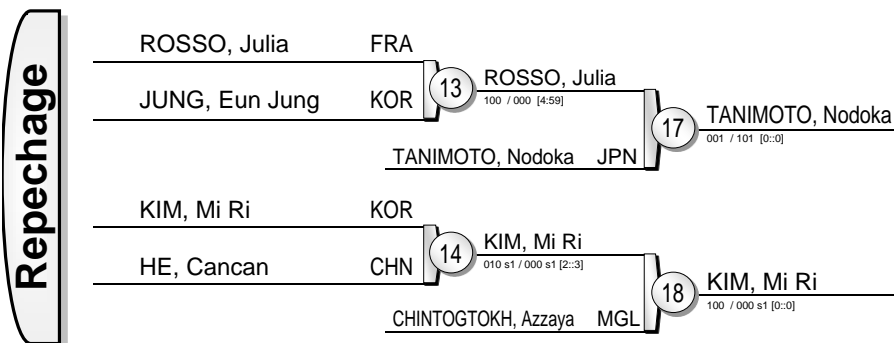 Repechage
ROSSO, Julia FRA
JUNG, Eun Jung KOR
13
ROSSO, Julia
100 / 000 [4:59]
TANIMOTO, Nodoka JPN
17
TANIMOTO, Nodoka
001 / 101 [0::0]
KIM, Mi Ri KOR
HE, Cancan CHN
14
KIM, Mi Ri
010 s1 / 000 s1 [2::3]
CHINTOGTOKH, Azzaya MGL
18
KIM, Mi Ri
100 / 000 s1 [0::0]